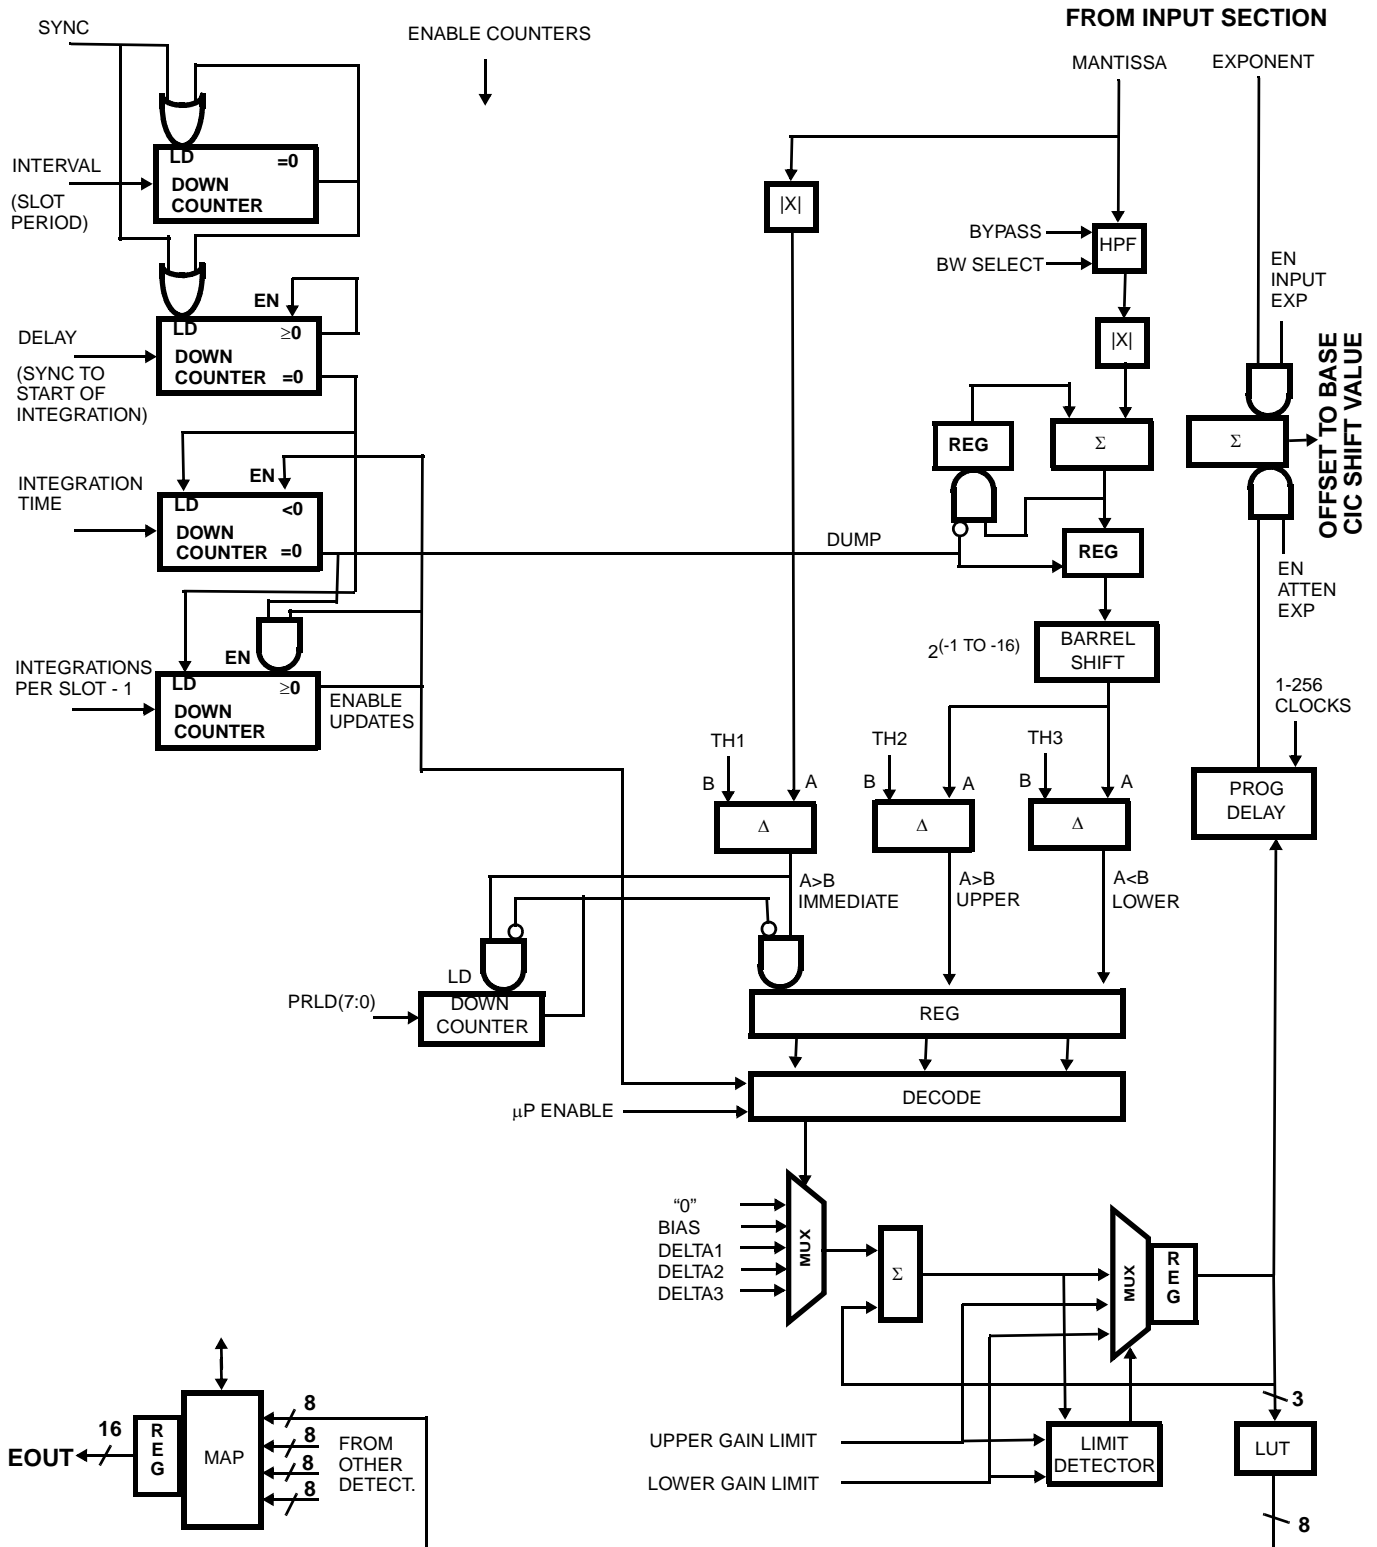 FROM INPUT SECTION
SYNC
ENABLE COUNTERS
MANTISSA
EXPONENT
LD
=0
DOWN
COUNTER
INTERVAL
(SLOT
PERIOD)
|X|
BYPASS
BW SELECT
HPF
EN
INPUT
EXP
EN
LD
≥0
DOWN
COUNTER =0
DELAY
(SYNC TO
START OF
INTEGRATION)
|X|
OFFSET TO BASE
CIC SHIFT VALUE
REG
Σ
Σ
EN
INTEGRATION
TIME
LD
<0
DOWN
COUNTER =0
DUMP
REG
EN
ATTEN
EXP
2(-1 TO -16)
BARREL
SHIFT
EN
INTEGRATIONS
PER SLOT - 1
LD
≥0
DOWN
COUNTER
ENABLE
UPDATES
1-256
CLOCKS
TH1
TH2
TH3
B
A
B
A
B
A
PROG
DELAY
Δ
Δ
Δ
A>B
IMMEDIATE
A>B
UPPER
A<B
LOWER
LD
PRLD(7:0)
DOWN
COUNTER
REG
DECODE
μP ENABLE
“0”
BIAS
DELTA1
DELTA2
DELTA3
MUX
Σ
MUX
REG
3
8
16
EOUT
REG
MAP
8
8
8
FROM
OTHER
DETECT.
UPPER GAIN LIMIT
LOWER GAIN LIMIT
LIMIT
DETECTOR
LUT
8